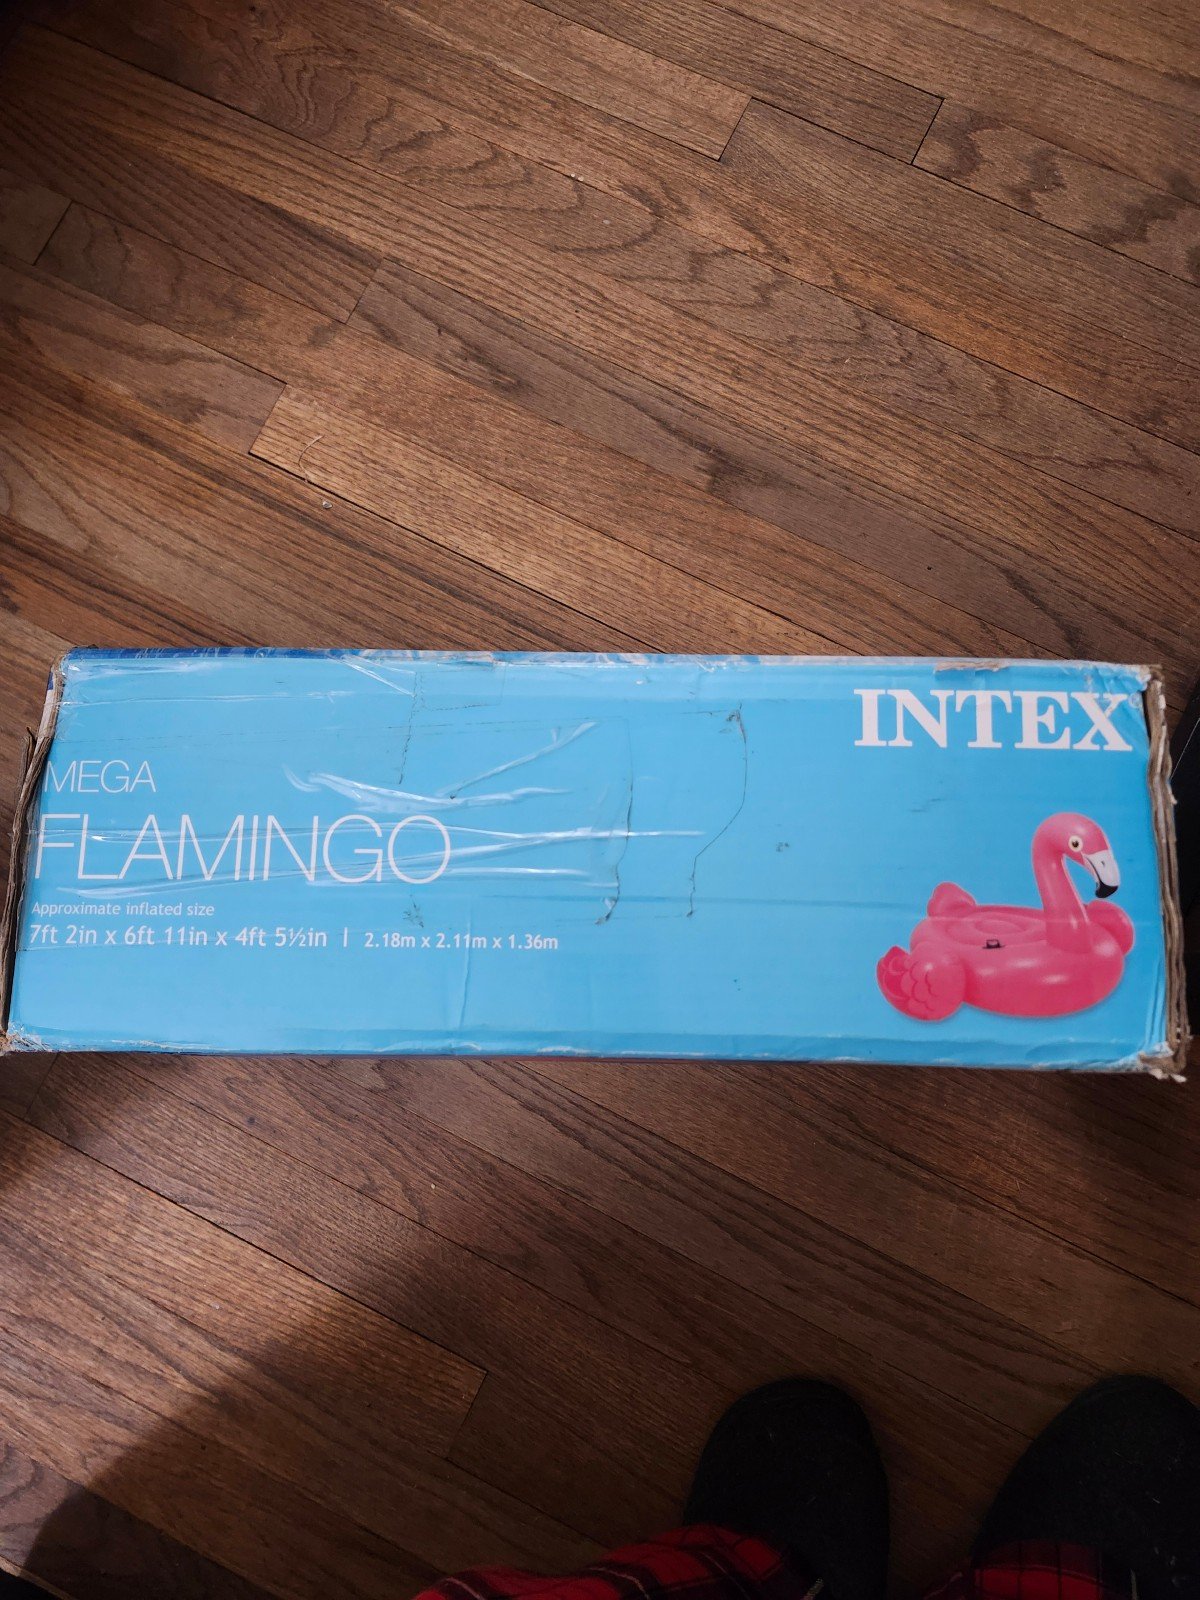 INTEX
MEGA
FLAMINGO
Approximate inflated size
7ft 2in x 6ft 11in x 4ft 5½in | 2.18m x 2.11m x 1.36m